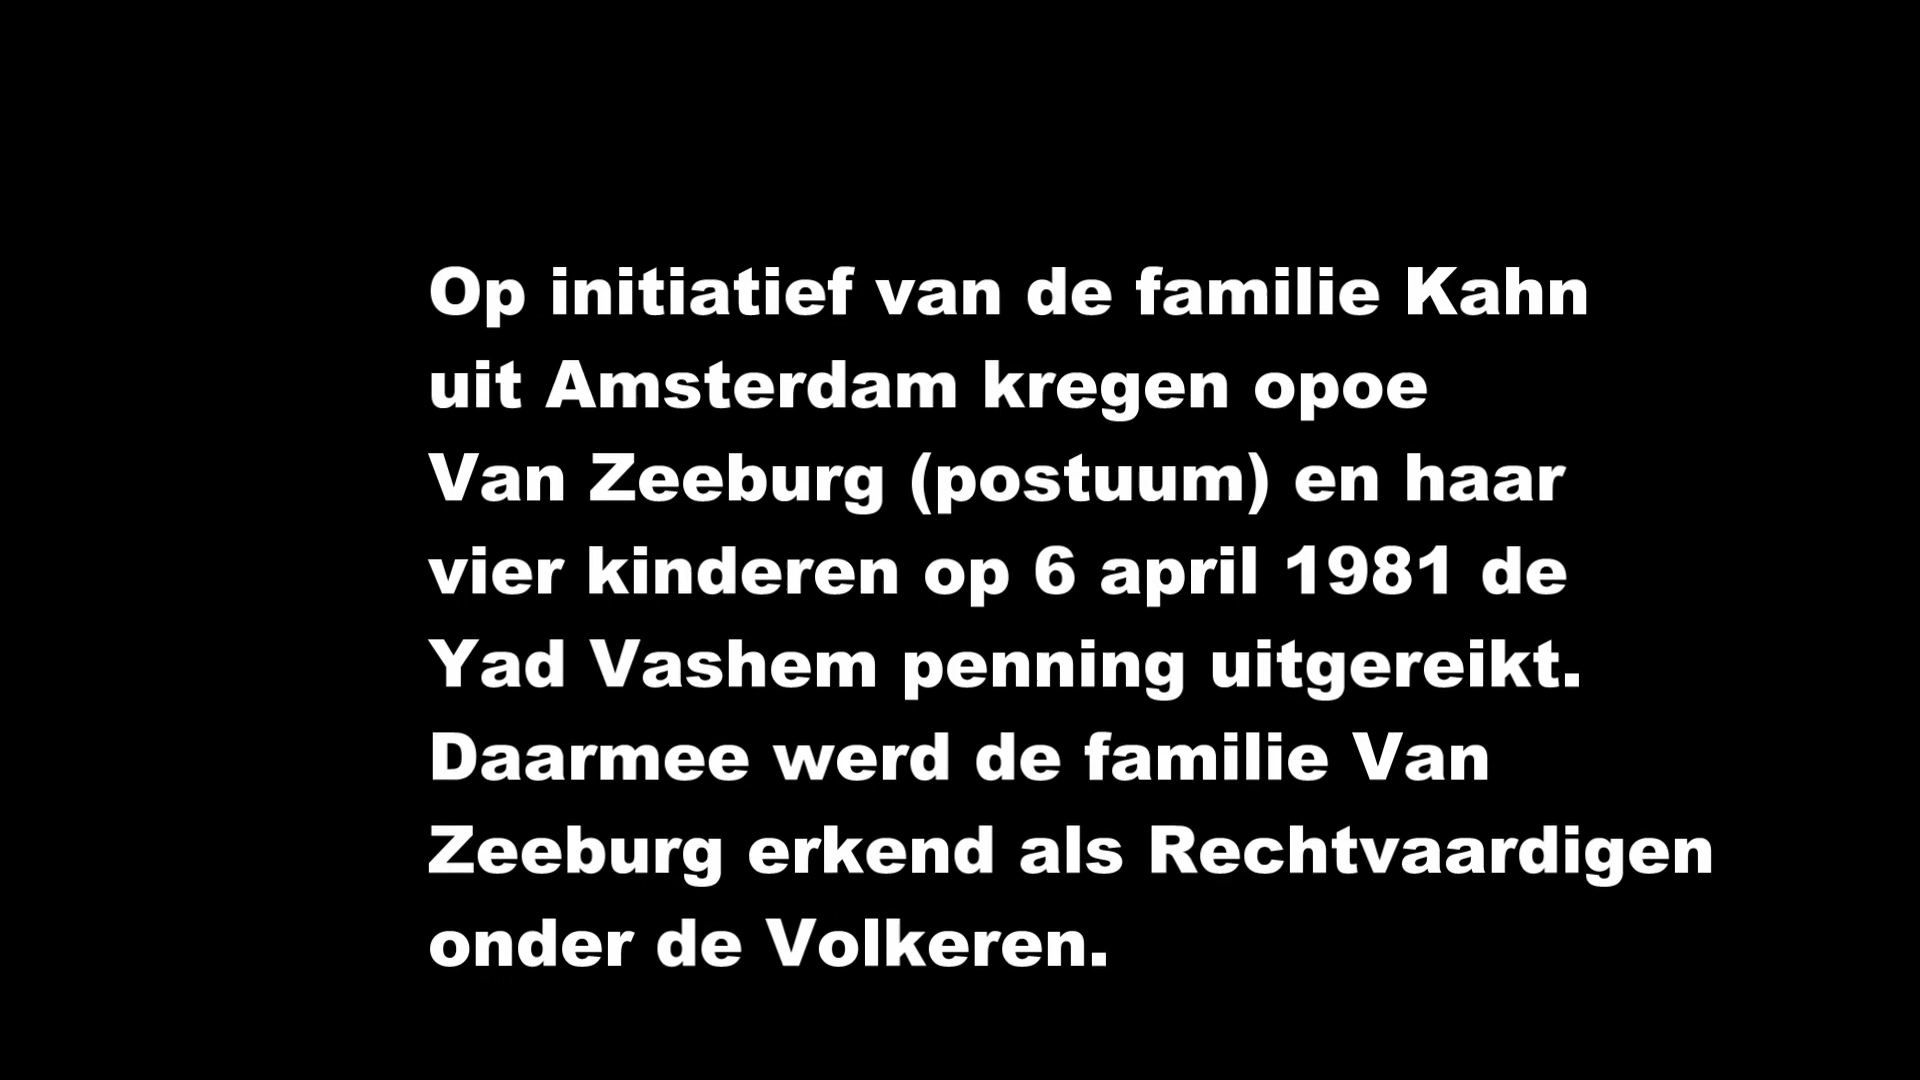 Op initiatief van de familie Kahn
uit Amsterdam kregen opoe
Van Zeeburg (postuum) en haar
vier kinderen op 6 april 1981 de
Yad Vashem penning uitgereikt.
Daarmee werd de familie Van
Zeeburg erkend als Rechtvaardigen
onder de Volkeren.